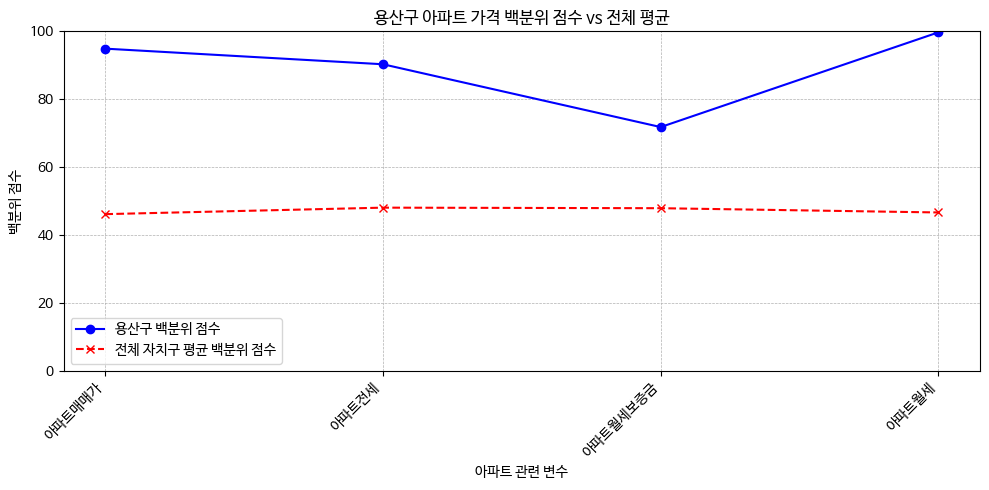 용산구 아파트 가격 백분위 점수 vs 전체 평균
백분위 점수
100
80
60
40
20
0
용산구 백분위 점수
전체 자치구 평균 백분위 점수
아파트매매가
아파트전세
아파트월세보증금
아파트월세
아파트 관련 변수